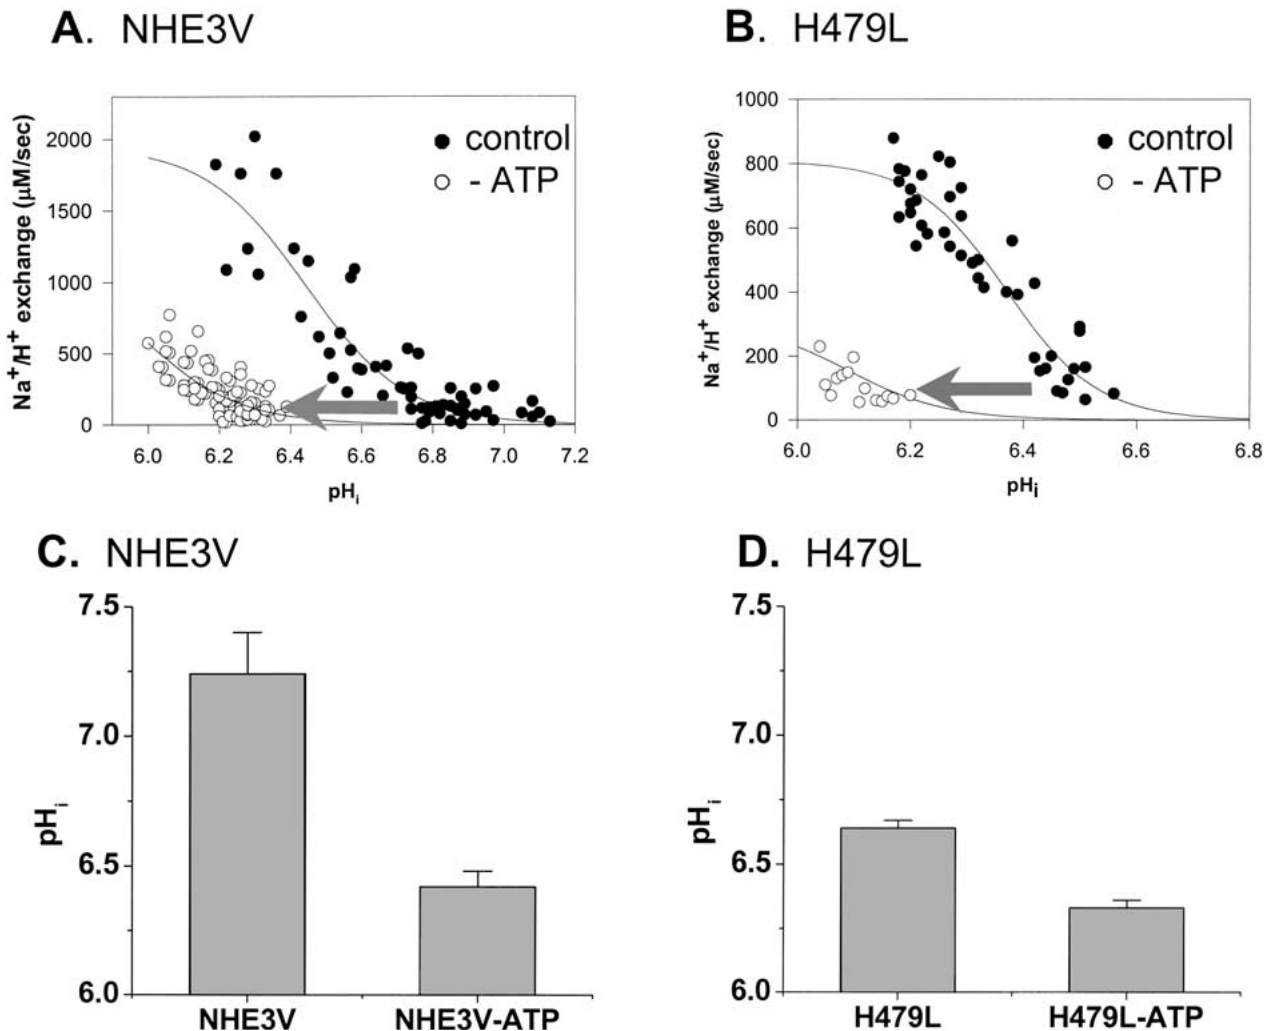 A. NHE3V
B. H479L
Na+/H+ exchange (μM/sec)
2000
1500
1000
500
0
● control
○ - ATP
6.0 6.2 6.4 6.6 6.8 7.0 7.2
pHi
Na+/H+ exchange (μM/sec)
1000
800
600
400
200
0
● control
○ - ATP
6.0 6.2 6.4 6.6 6.8
pHi
C. NHE3V
D. H479L
pHi
7.5
7.0
6.5
6.0
NHE3V NHE3V-ATP
pHi
7.5
7.0
6.5
6.0
H479L H479L-ATP